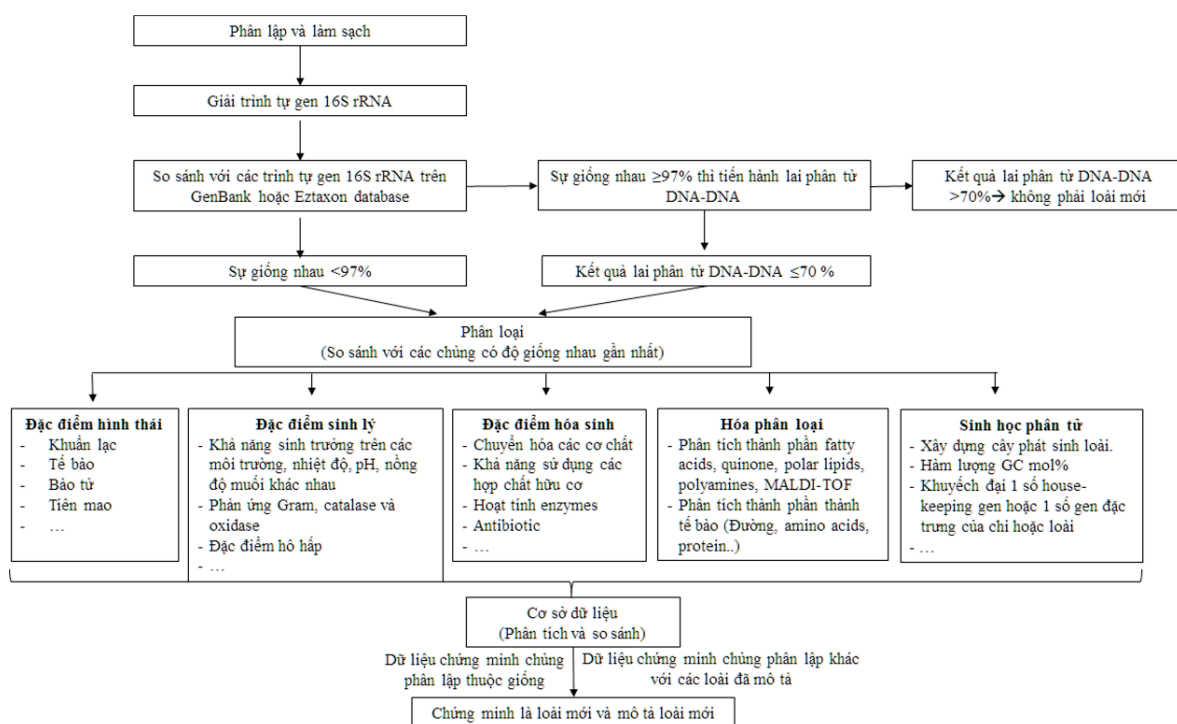 Phân lập và làm sạch
Giải trình tự gen 16S rRNA
So sánh với các trình tự gen 16S rRNA trên
GenBank hoặc Eztaxon database
Sự giống nhau ≥97% thì tiến hành lai phân tử
DNA-DNA
Kết quả lai phân tử DNA-DNA
>70%→ không phải loài mới
Sự giống nhau <97%
Kết quả lai phân tử DNA-DNA ≤70 %
Phân loại
(So sánh với các chủng có độ giống nhau gần nhất)
Đặc điểm hình thái
- Khuẩn lạc
- Tế bào
- Bào tử
- Tiên mao
- …
Đặc điểm sinh lý
- Khả năng sinh trưởng trên các
môi trường, nhiệt độ, pH, nồng
độ muối khác nhau
- Phản ứng Gram, catalase và
oxidase
- Đặc điểm hô hấp
- …
Đặc điểm hóa sinh
- Chuyển hóa các cơ chất
- Khả năng sử dụng các
hợp chất hữu cơ
- Hoạt tính enzymes
- Antibiotic
- …
Hóa phân loại
- Phân tích thành phần fatty
acids, quinone, polar lipids,
polyamines, MALDI-TOF
- Phân tích thành phần thành
tế bào (Đường, amino acids,
protein..)
Sinh học phân tử
- Xây dựng cây phát sinh loài.
- Hàm lượng GC mol%
- Khuyếch đại 1 số house-
keeping gen hoặc 1 số gen đặc
trưng của chi hoặc loài
- …
Cơ sở dữ liệu
(Phân tích và so sánh)
Dữ liệu chứng minh chủng
phân lập thuộc giống
Dữ liệu chứng minh chủng phân lập khác
với các loài đã mô tả
Chứng minh là loài mới và mô tả loài mới